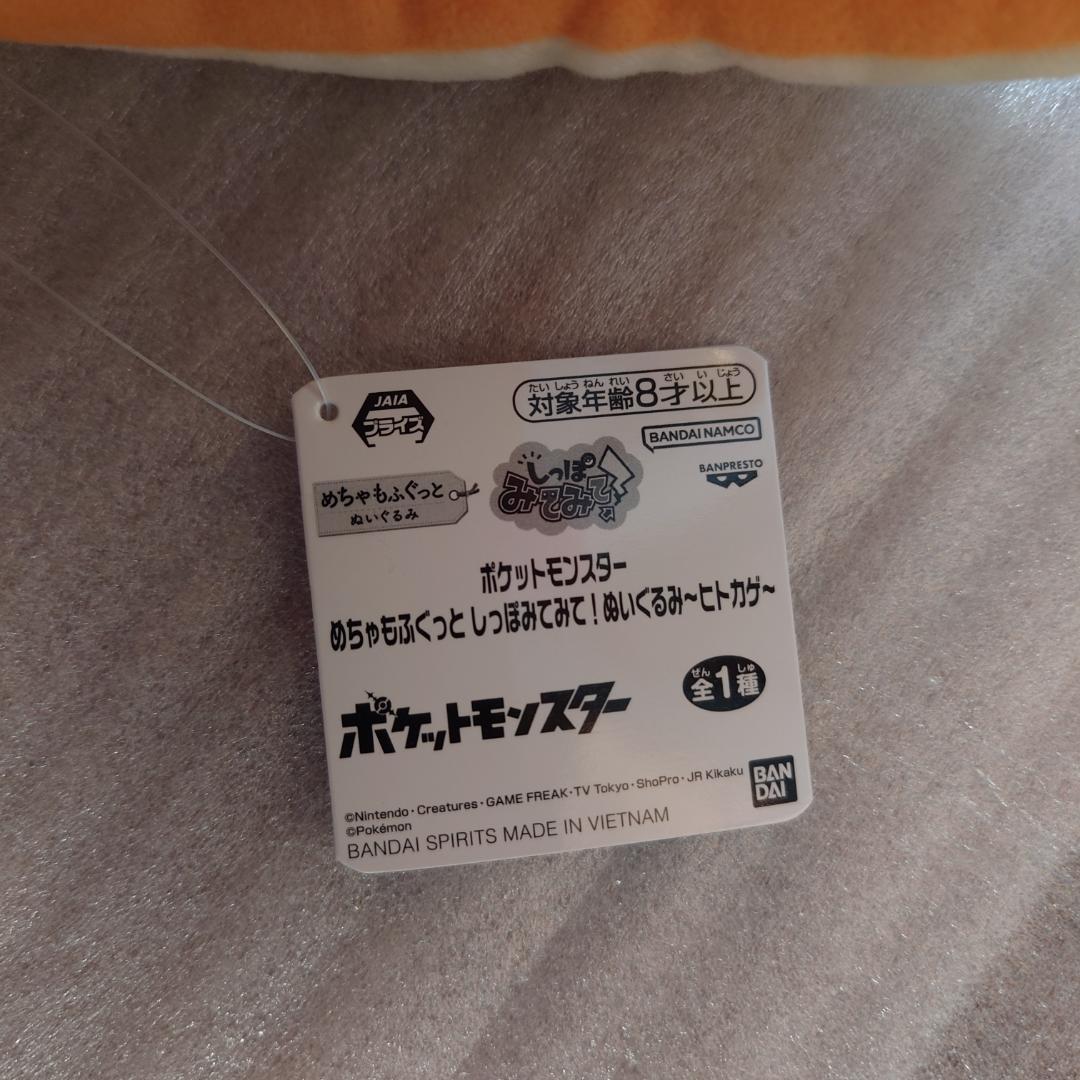 JAIA
プライズ
たいしょうねんれい さい いじょう
対象年齢8才以上
BANDAI NAMCO
BANPRESTO
めちゃもふぐっと
ぬいぐるみ
しっぽ
みてみて!
ポケットモンスター
めちゃもふぐっと しっぽみてみて!ぬいぐるみ~ヒトカゲ~
ポケットモンスター
ぜん しゅ
全1種
©Nintendo・Creatures・GAME FREAK・TV Tokyo・ShoPro・JR Kikaku
©Pokémon
BANDAI SPIRITS MADE IN VIETNAM
BAN
DAI